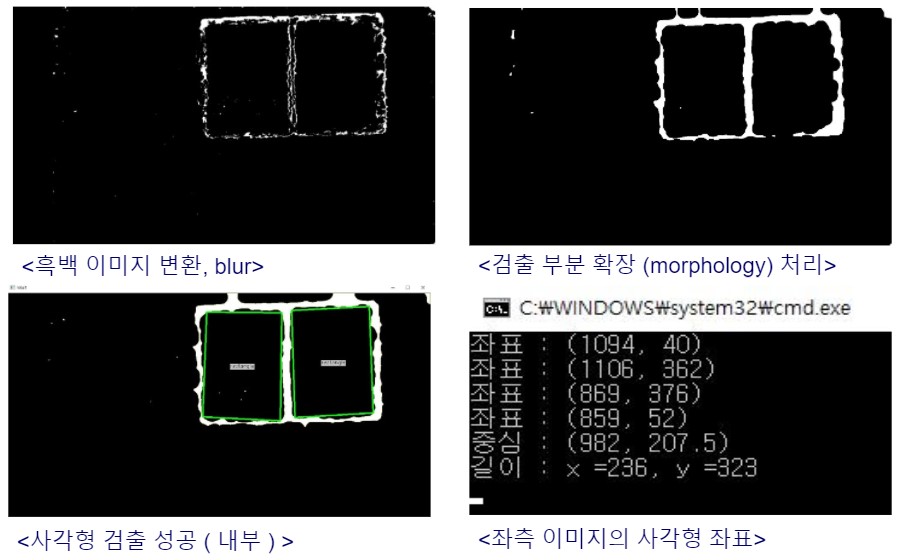 <흑백 이미지 변환, blur>
<검출 부분 확장 (morphology) 처리>
C:₩WINDOWS₩system32₩cmd.exe
좌표 : (1094, 40)
좌표 : (1106, 362)
좌표 : (869, 376)
좌표 : (859, 52)
중심 : (982, 207.5)
길이 : x =236, y =323
<사각형 검출 성공 ( 내부 ) >
<좌측 이미지의 사각형 좌표>